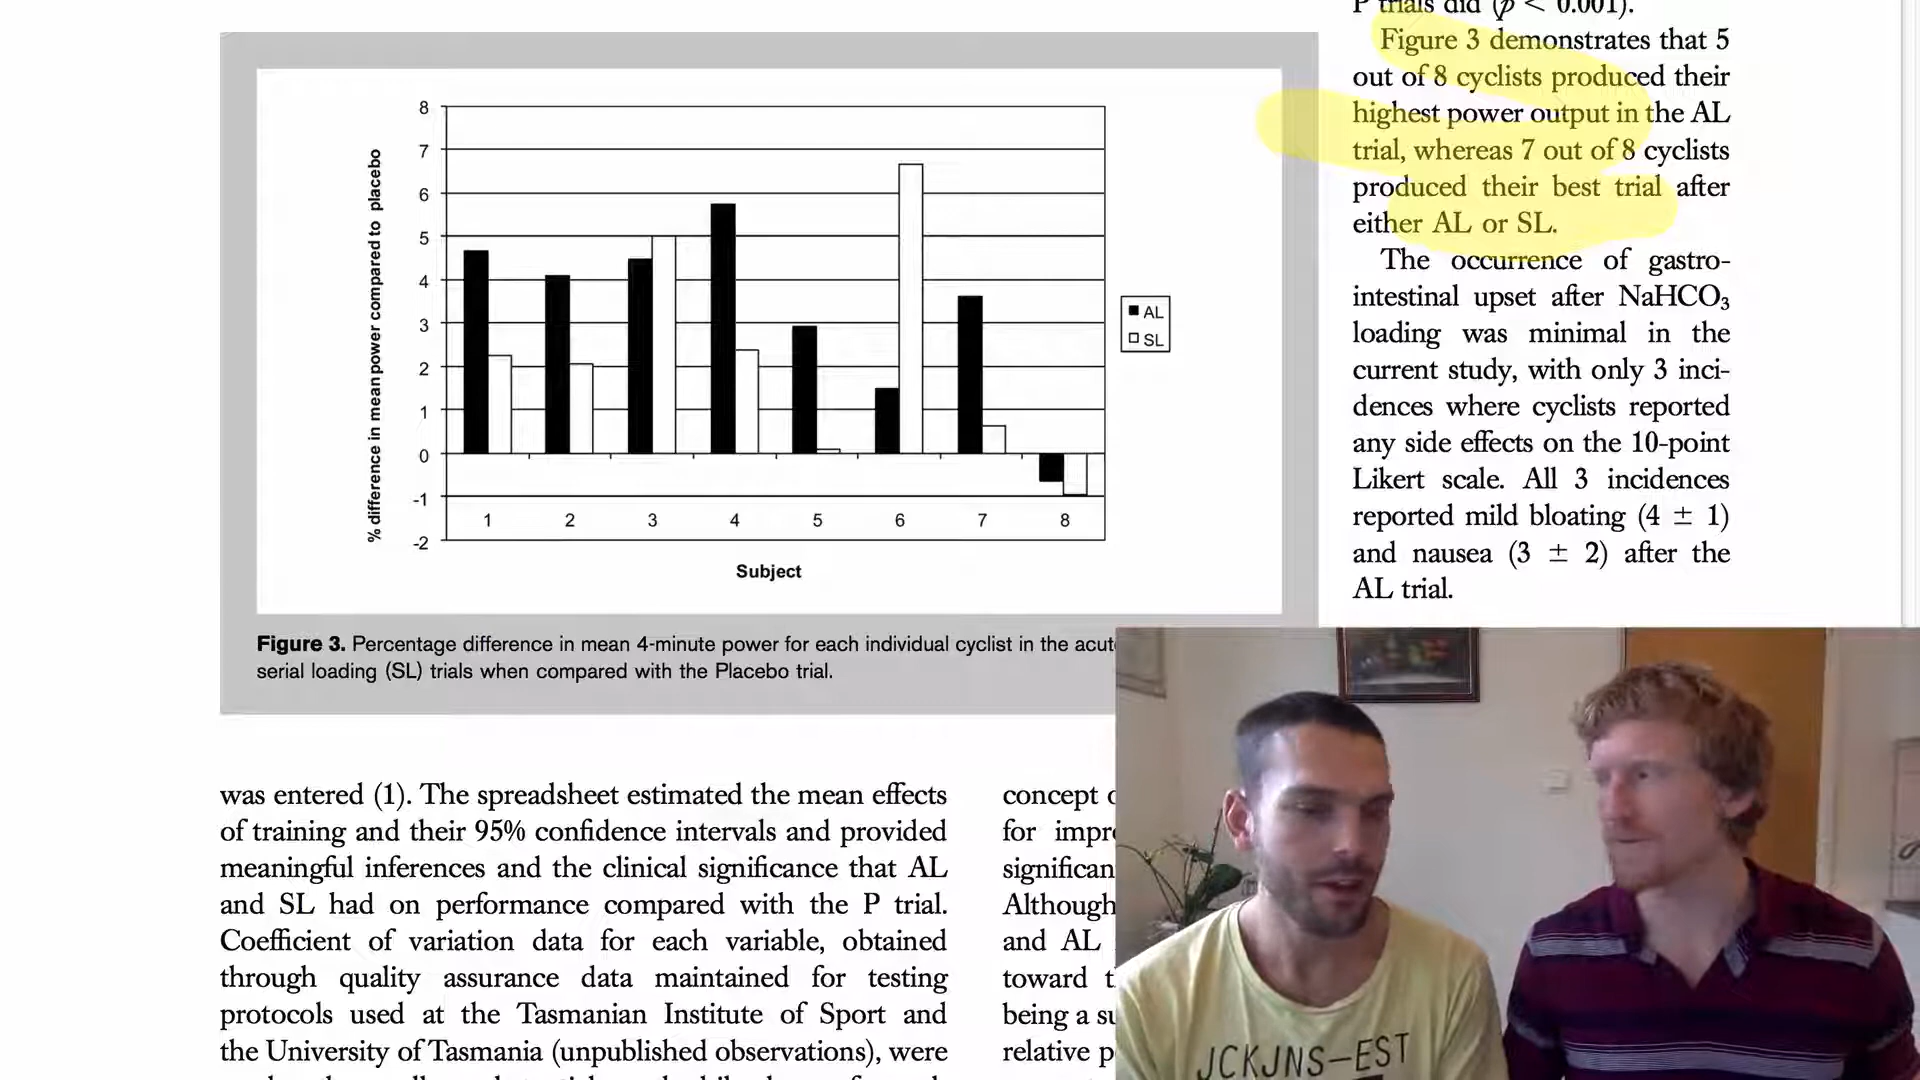 P trials did (p < 0.001).
Figure 3 demonstrates that 5
out of 8 cyclists produced their
highest power output in the AL
trial, whereas 7 out of 8 cyclists
produced their best trial after
either AL or SL.
The occurrence of gastro-
intestinal upset after NaHCO₃
loading was minimal in the
current study, with only 3 inci-
dences where cyclists reported
any side effects on the 10-point
Likert scale. All 3 incidences
reported mild bloating (4 ± 1)
and nausea (3 ± 2) after the
AL trial.
% difference in mean power compared to placebo
8
7
6
5
4
3
2
1
0
-1
-2
1 2 3 4 5 6 7 8
Subject
AL
SL
Figure 3. Percentage difference in mean 4-minute power for each individual cyclist in the acut
serial loading (SL) trials when compared with the Placebo trial.
was entered (1). The spreadsheet estimated the mean effects
of training and their 95% confidence intervals and provided
meaningful inferences and the clinical significance that AL
and SL had on performance compared with the P trial.
Coefficient of variation data for each variable, obtained
through quality assurance data maintained for testing
protocols used at the Tasmanian Institute of Sport and
the University of Tasmania (unpublished observations), were
concept
for impr
significan
Although
and AL
toward t
being a su
relative p
JCKJNS-EST